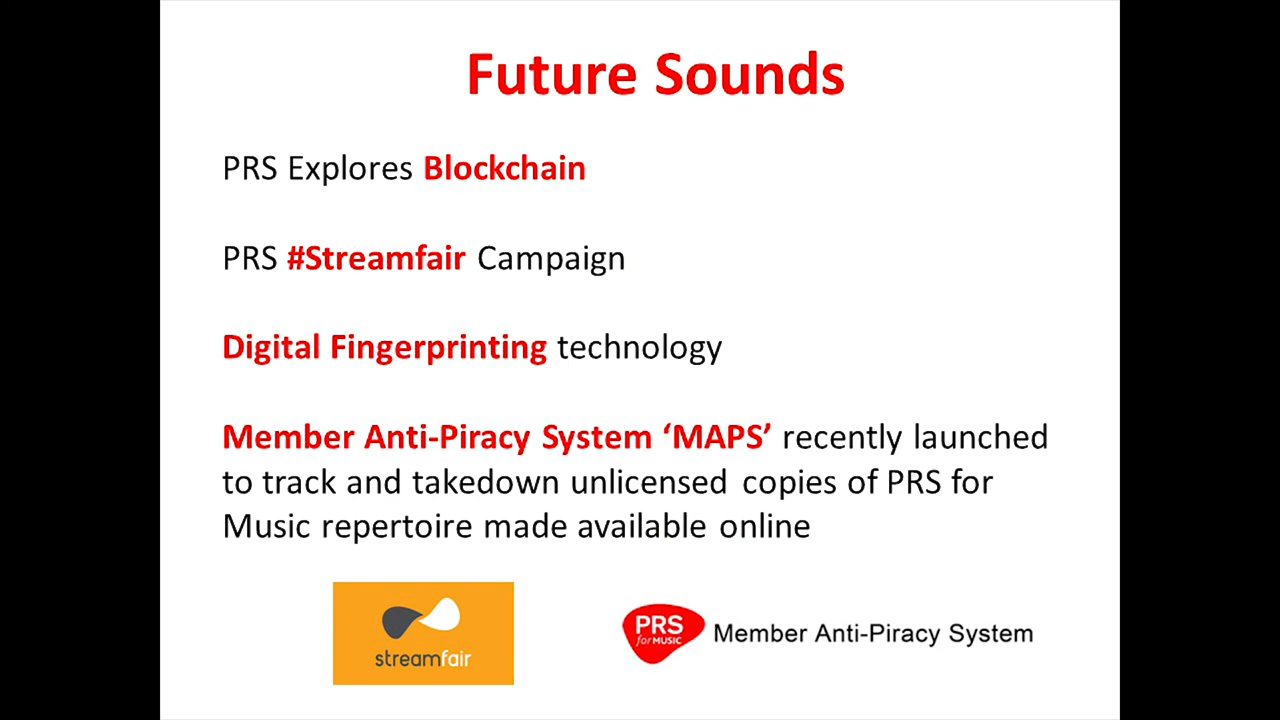 Future Sounds
PRS Explores Blockchain
PRS #Streamfair Campaign
Digital Fingerprinting technology
Member Anti-Piracy System ‘MAPS’ recently launched
to track and takedown unlicensed copies of PRS for
Music repertoire made available online
streamfair
PRS
for MUSIC
Member Anti-Piracy System